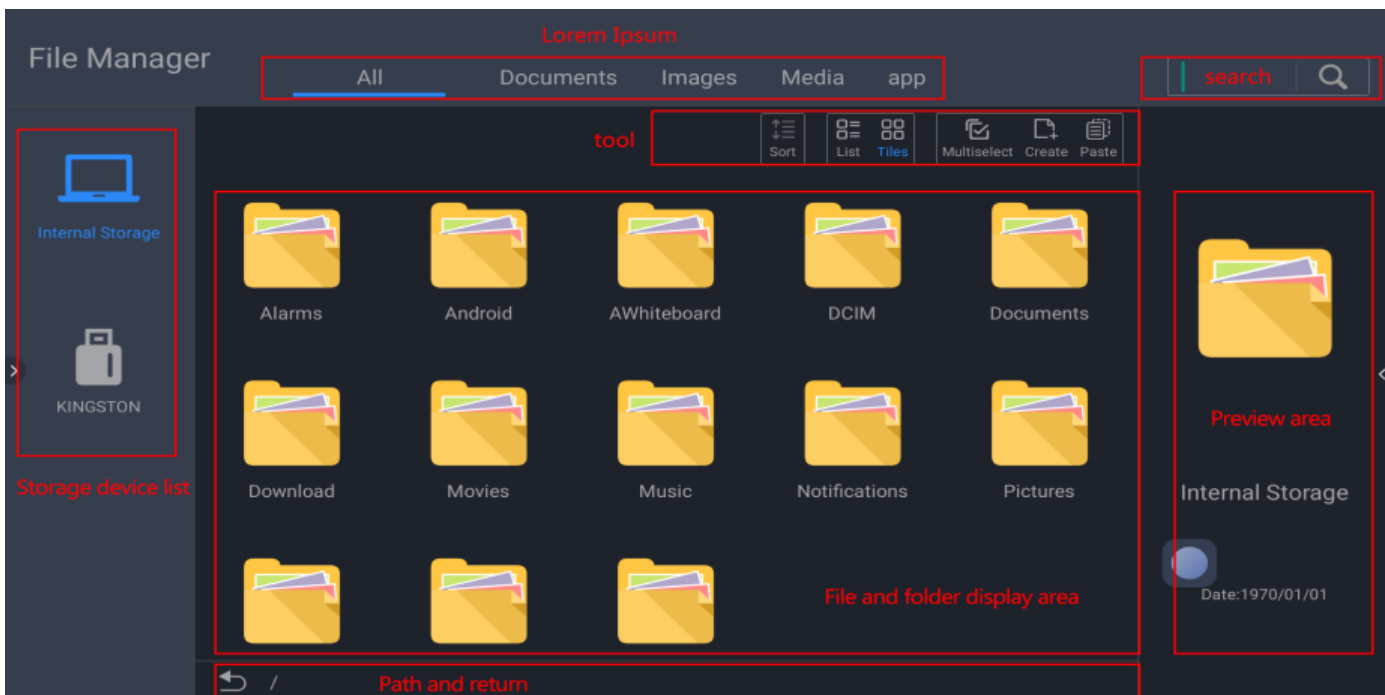 Lorem Ipsum
File Manager
All Documents Images Media app
search
tool
Sort List Tiles Multiselect Create Paste
Internal Storage
Alarms Android AWhiteboard DCIM Documents
KINGSTON
Preview area
Storage device list
Download Movies Music Notifications Pictures
Internal Storage
File and folder display area
Date:1970/01/01
/
Path and return